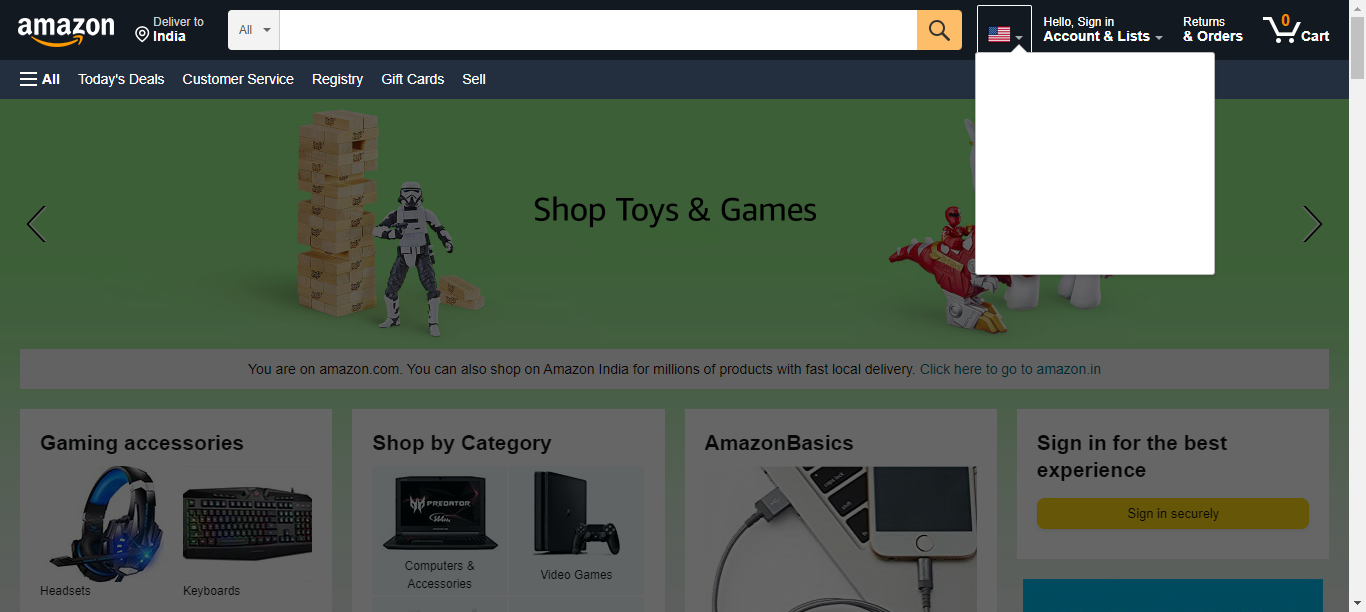 amazon
Deliver to
India
All
Hello, Sign in
Account & Lists
Returns
& Orders
0
Cart
All
Today's Deals
Customer Service
Registry
Gift Cards
Sell
Shop Toys & Games
You are on amazon.com. You can also shop on Amazon India for millions of products with fast local delivery. Click here to go to amazon.in
Gaming accessories
Headsets
Keyboards
Shop by Category
PREDATOR
Computers &
Accessories
Video Games
AmazonBasics
Sign in for the best
experience
Sign in securely